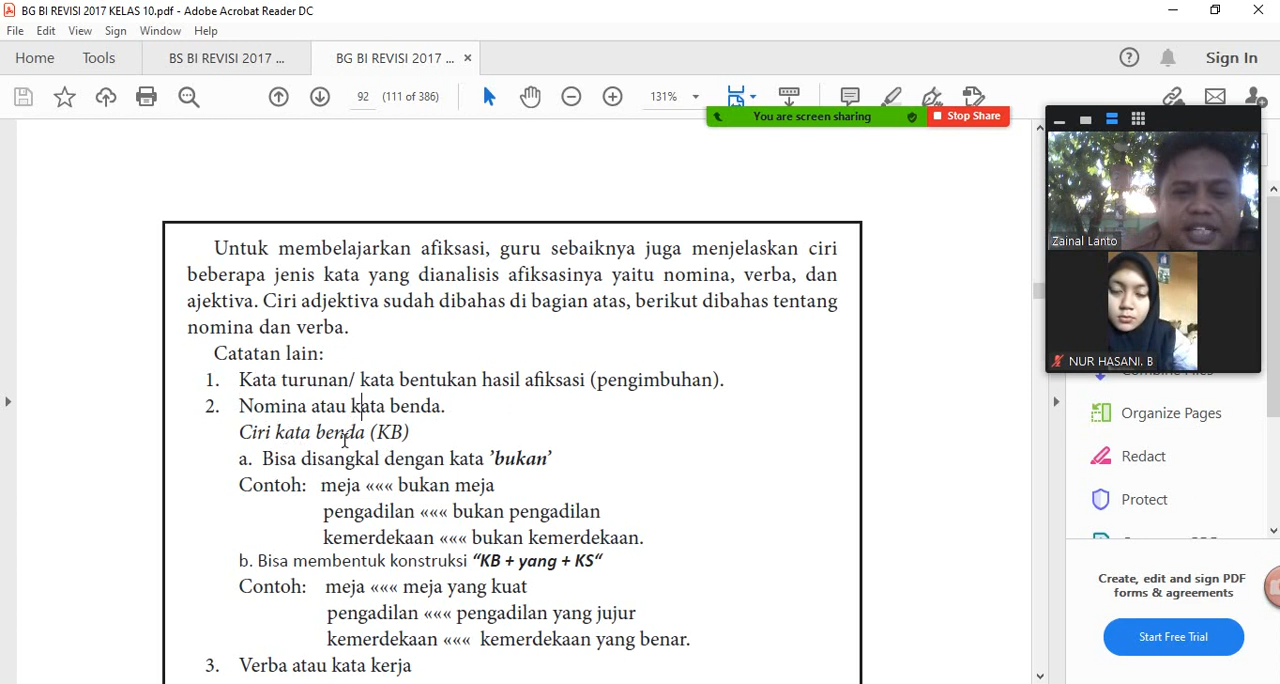 BG BI REVISI 2017 KELAS 10.pdf - Adobe Acrobat Reader DC
File Edit View Sign Window Help
Home Tools BS BI REVISI 2017 ... BG BI REVISI 2017 ... × Sign In
92 (111 of 386) 131%
You are screen sharing Stop Share
Zainal Lanto
NUR HASANI. B
Untuk membelajarkan afiksasi, guru sebaiknya juga menjelaskan ciri
beberapa jenis kata yang dianalisis afiksasinya yaitu nomina, verba, dan
ajektiva. Ciri adjektiva sudah dibahas di bagian atas, berikut dibahas tentang
nomina dan verba.
Catatan lain:
1. Kata turunan/ kata bentukan hasil afiksasi (pengimbuhan).
2. Nomina atau kata benda.
Ciri kata benda (KB)
a. Bisa disangkal dengan kata ’bukan’
Contoh: meja ««« bukan meja
pengadilan ««« bukan pengadilan
kemerdekaan ««« bukan kemerdekaan.
b. Bisa membentuk konstruksi “KB + yang + KS“
Contoh: meja ««« meja yang kuat
pengadilan ««« pengadilan yang jujur
kemerdekaan ««« kemerdekaan yang benar.
3. Verba atau kata kerja
Organize Pages
Redact
Protect
Create, edit and sign PDF
forms & agreements
Start Free Trial